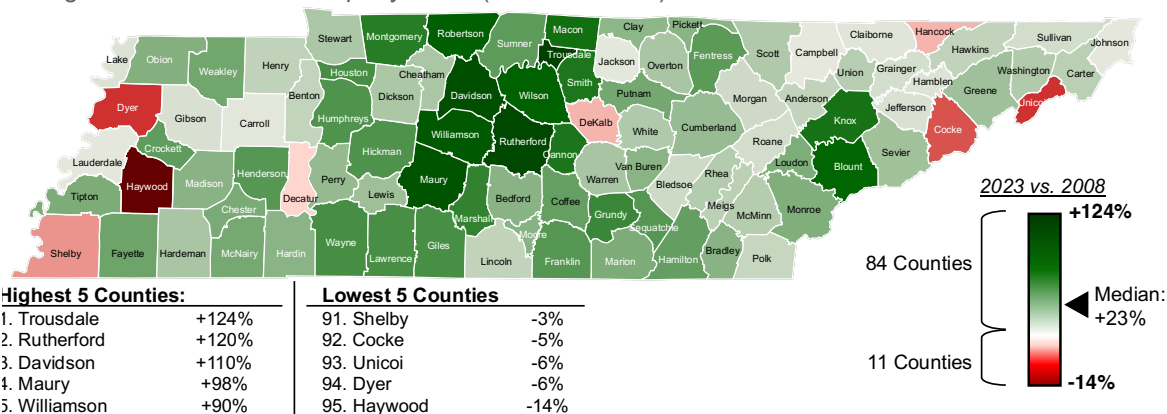 Stewart
Montgomery
Robertson
Sumner
Macon
Trousdale
Clay
Pickett
Claiborne
Hancock
Hawkins
Sullivan
Johnson
Lake
Obion
Weakley
Henry
Houston
Cheatham
Smith
Jackson
Overton
Fentress
Scott
Campbell
Union
Grainger
Hamblen
Washington
Carter
Greene
Unicoi
Dyer
Gibson
Carroll
Benton
Humphreys
Dickson
Davidson
Wilson
DeKalb
Putnam
White
Cumberland
Morgan
Anderson
Knox
Jefferson
Cocke
Lauderdale
Crockett
Haywood
Madison
Henderson
Decatur
Perry
Hickman
Williamson
Rutherford
Cannon
Warren
Van Buren
Bledsoe
Rhea
Roane
Loudon
Blount
Sevier
Tipton
Chester
Lewis
Maury
Marshall
Bedford
Coffee
Grundy
Sequatchie
Meigs
McMinn
Monroe
Shelby
Fayette
Hardeman
McNairy
Hardin
Wayne
Lawrence
Giles
Lincoln
Moore
Franklin
Marion
Hamilton
Bradley
Polk
2023 vs. 2008
+124%
84 Counties
Median:
+23%
11 Counties
-14%
Highest 5 Counties:
1. Trousdale +124%
2. Rutherford +120%
3. Davidson +110%
4. Maury +98%
5. Williamson +90%
Lowest 5 Counties
91. Shelby -3%
92. Cocke -5%
93. Unicoi -6%
94. Dyer -6%
95. Haywood -14%